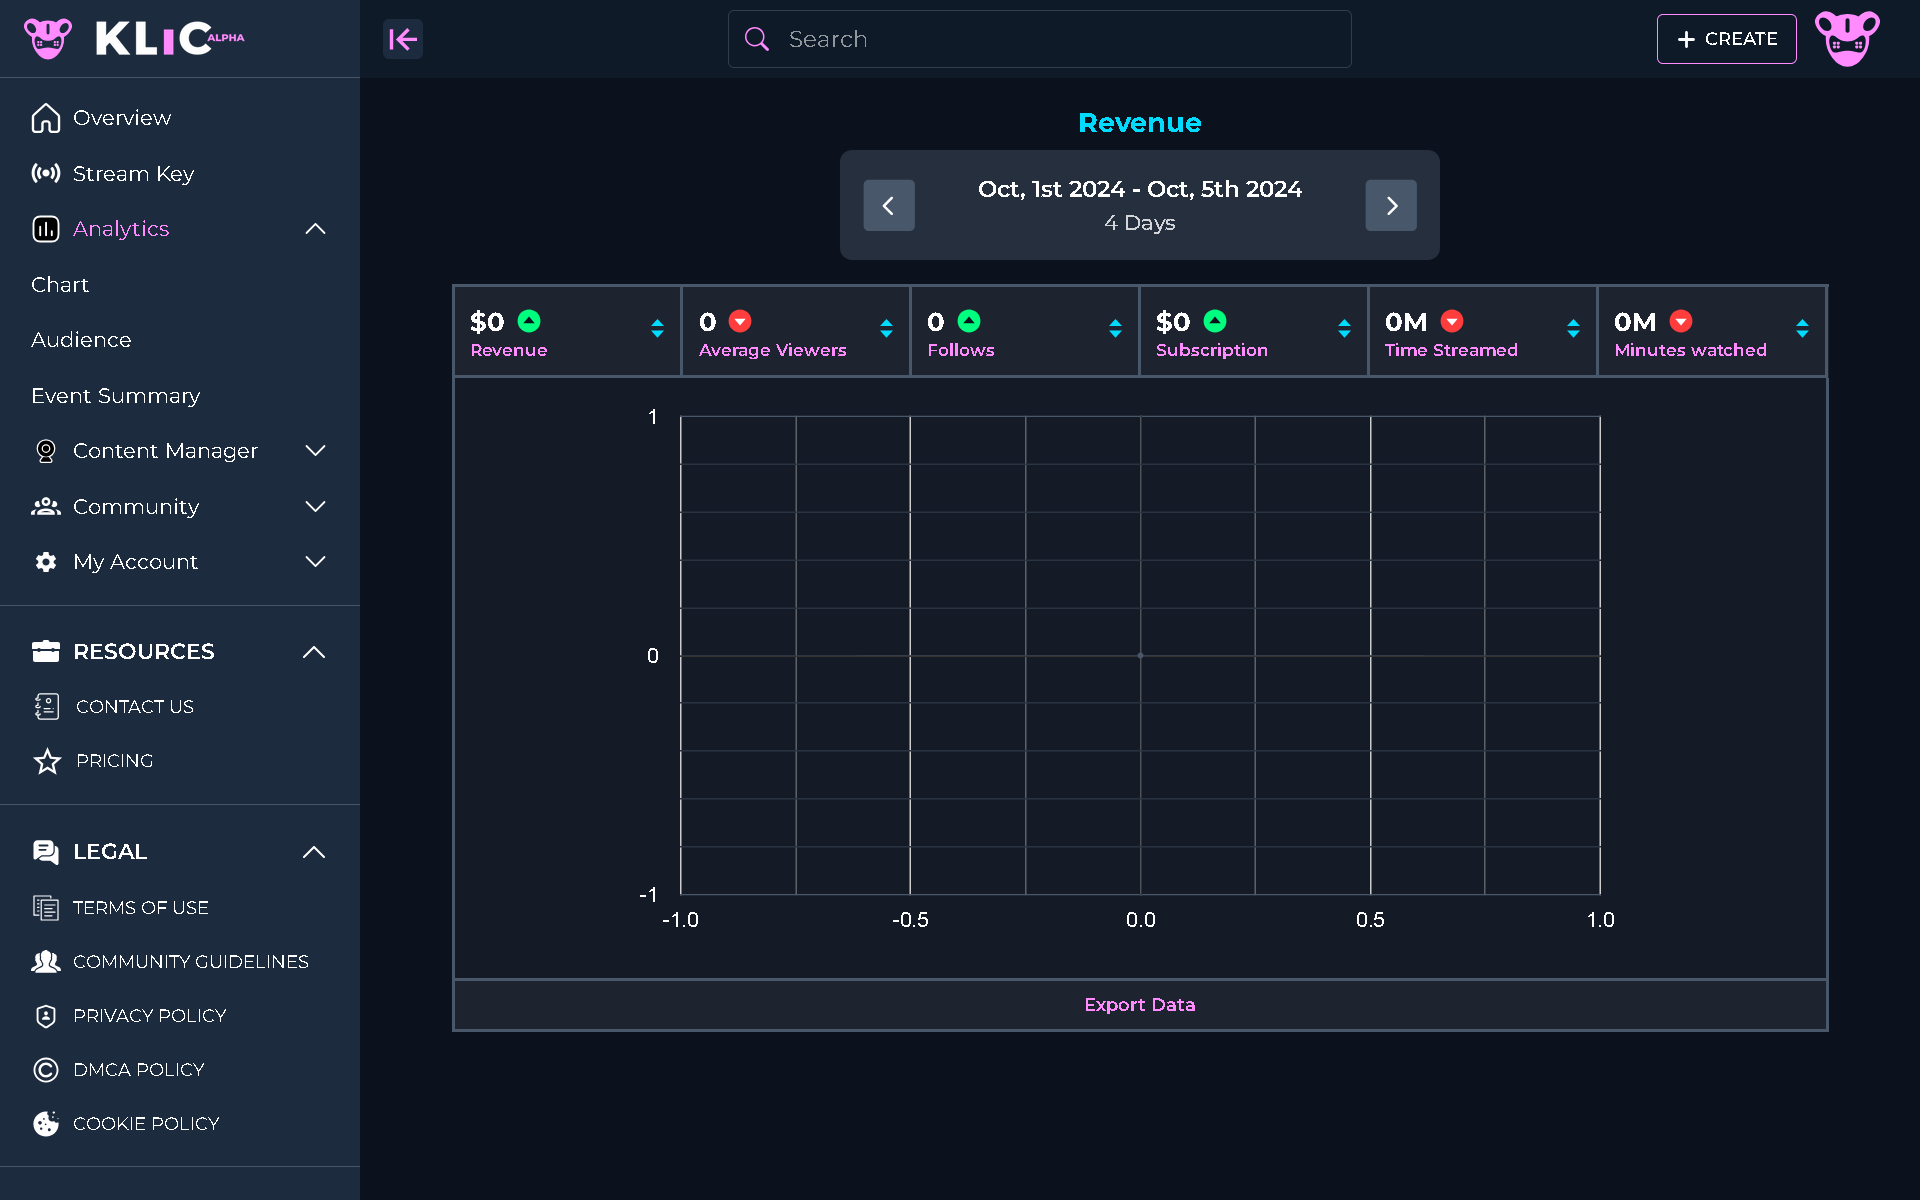 KLiC ALPHA
Search
CREATE
Overview
Stream Key
Analytics
Chart
Audience
Event Summary
Content Manager
Community
My Account
RESOURCES
CONTACT US
PRICING
LEGAL
TERMS OF USE
COMMUNITY GUIDELINES
PRIVACY POLICY
DMCA POLICY
COOKIE POLICY
Revenue
Oct, 1st 2024 - Oct, 5th 2024
4 Days
$0
Revenue
0
Average Viewers
0
Follows
$0
Subscription
0M
Time Streamed
0M
Minutes watched
1
0
-1
-1.0 -0.5 0.0 0.5 1.0
Export Data